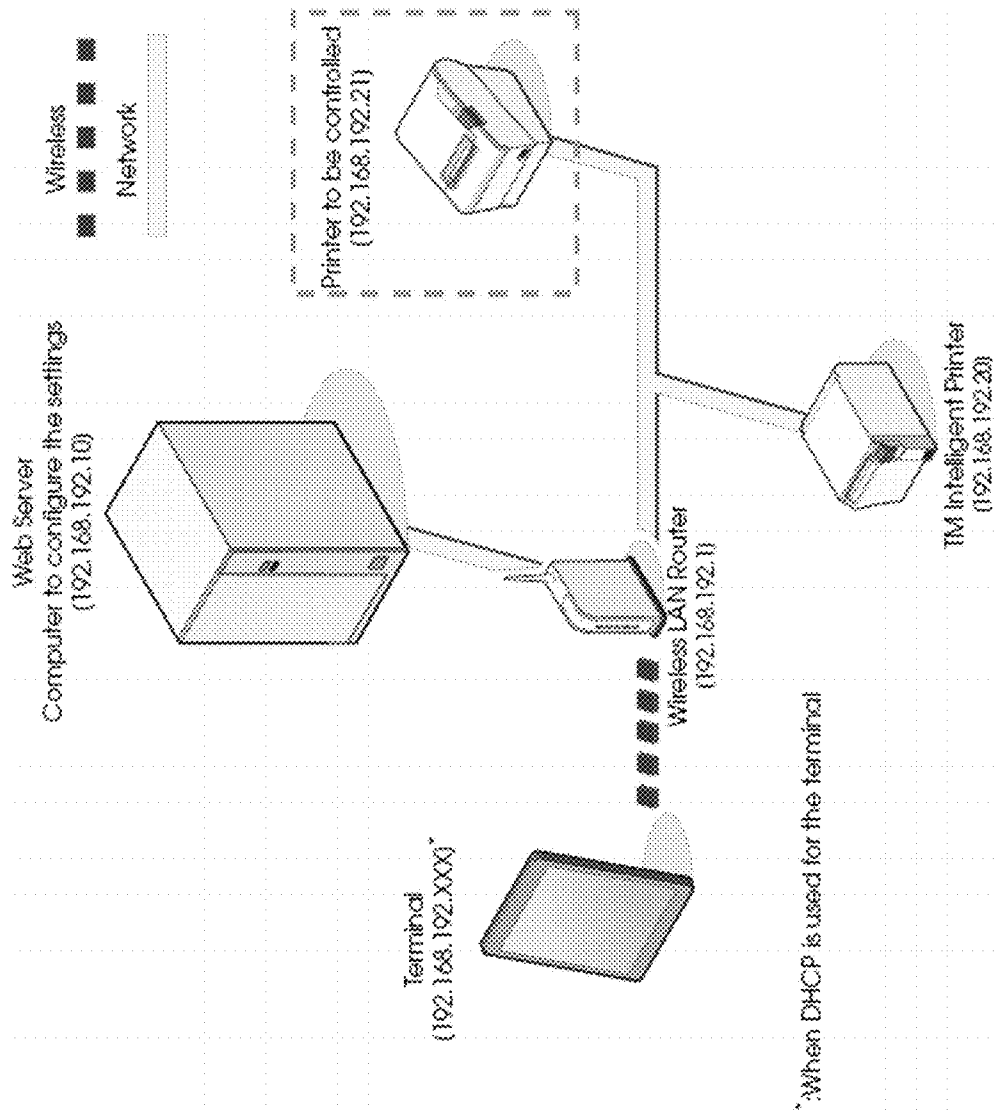 Wireless
Network
Web Server
Computer to configure the settings
(192.168.192.10)
Printer to be controlled
(192.168.192.21)
Terminal
(192.168.192.XXX)*
Wireless LAN Router
(192.168.192.1)
TM Intelligent Printer
(192.168.192.20)
*:When DHCP is used for the terminal